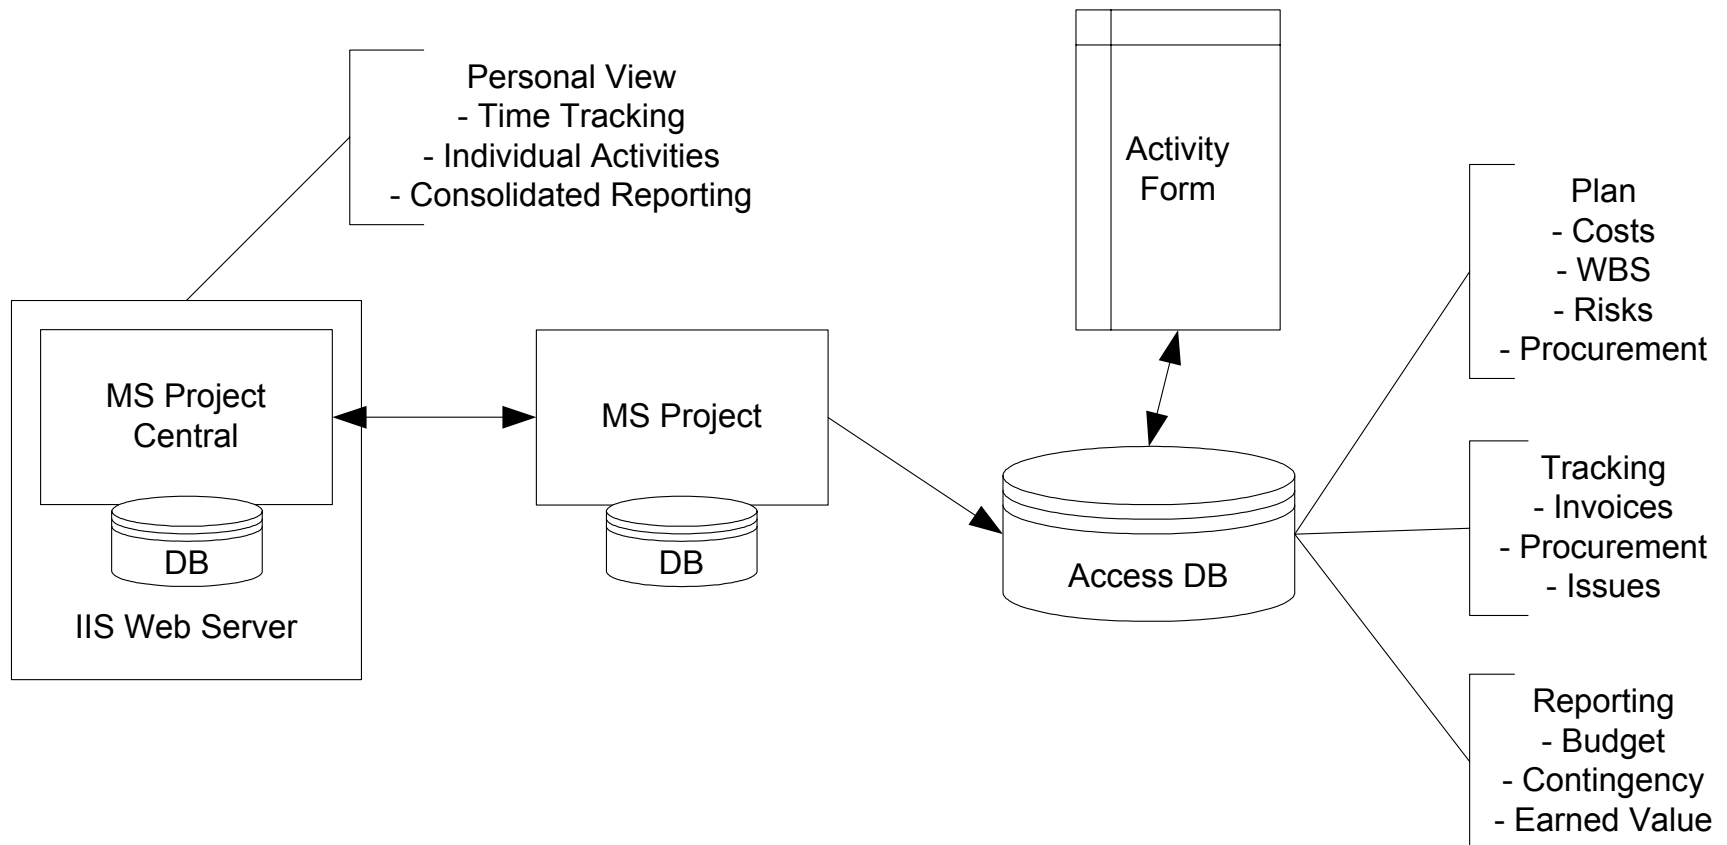 Personal View
- Time Tracking
- Individual Activities
- Consolidated Reporting
MS Project
Central
DB
IIS Web Server
MS Project
DB
Activity
Form
Access DB
Plan
- Costs
- WBS
- Risks
- Procurement
Tracking
- Invoices
- Procurement
- Issues
Reporting
- Budget
- Contingency
- Earned Value